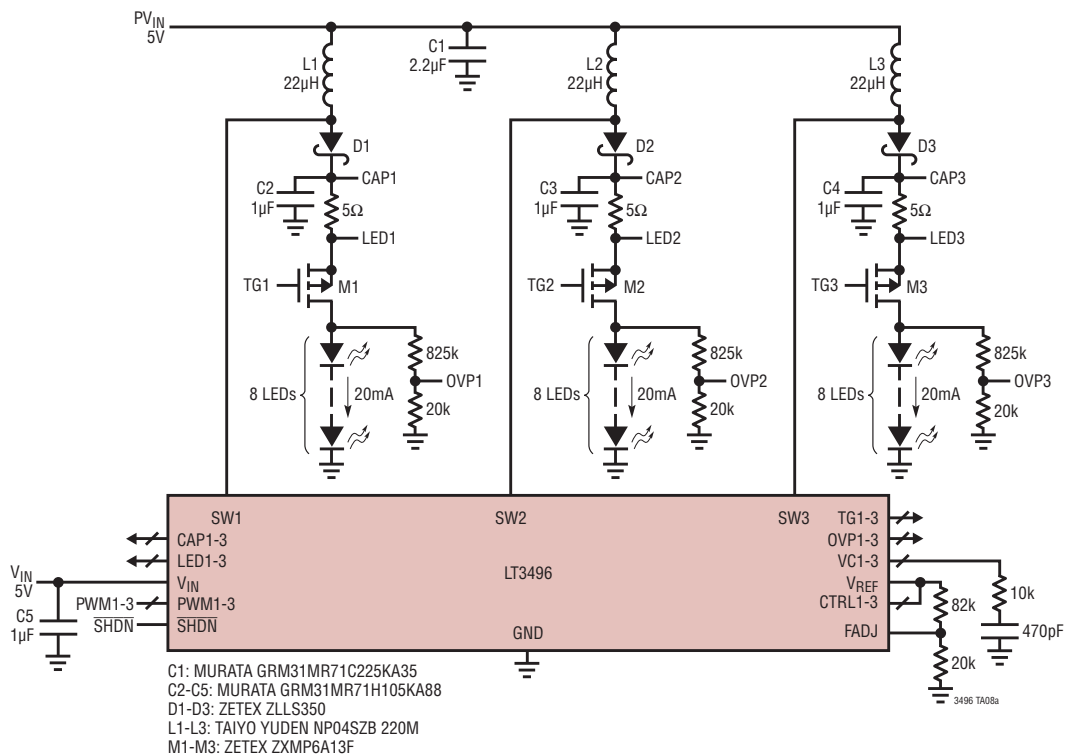 PVIN
5V
C1
2.2µF
L1
22µH
L2
22µH
L3
22µH
D1
D2
D3
CAP1
CAP2
CAP3
C2
1µF
C3
1µF
C4
1µF
5Ω
5Ω
5Ω
LED1
LED2
LED3
TG1
M1
TG2
M2
TG3
M3
825k
825k
825k
8 LEDs
20mA
OVP1
8 LEDs
20mA
OVP2
8 LEDs
20mA
OVP3
20k
20k
20k
SW1
SW2
SW3
TG1-3
CAP1-3
OVP1-3
LED1-3
VC1-3
LT3496
VIN
5V
VIN
VREF
10k
C5
1µF
PWM1-3
PWM1-3
CTRL1-3
82k
SHDN
SHDN
GND
FADJ
470pF
20k
3496 TA08a
C1: MURATA GRM31MR71C225KA35
C2-C5: MURATA GRM31MR71H105KA88
D1-D3: ZETEX ZLLS350
L1-L3: TAIYO YUDEN NP04SZB 220M
M1-M3: ZETEX ZXMP6A13F